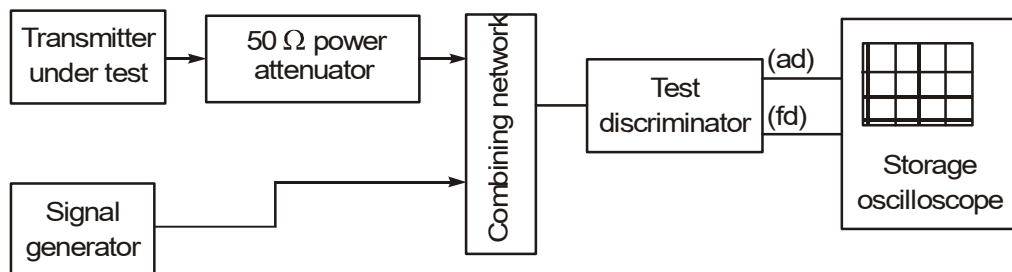 Transmitter
under test
50 Ω power
attenuator
Combining network
Signal
generator
Test
discriminator
(ad)
(fd)
Storage
oscilloscope